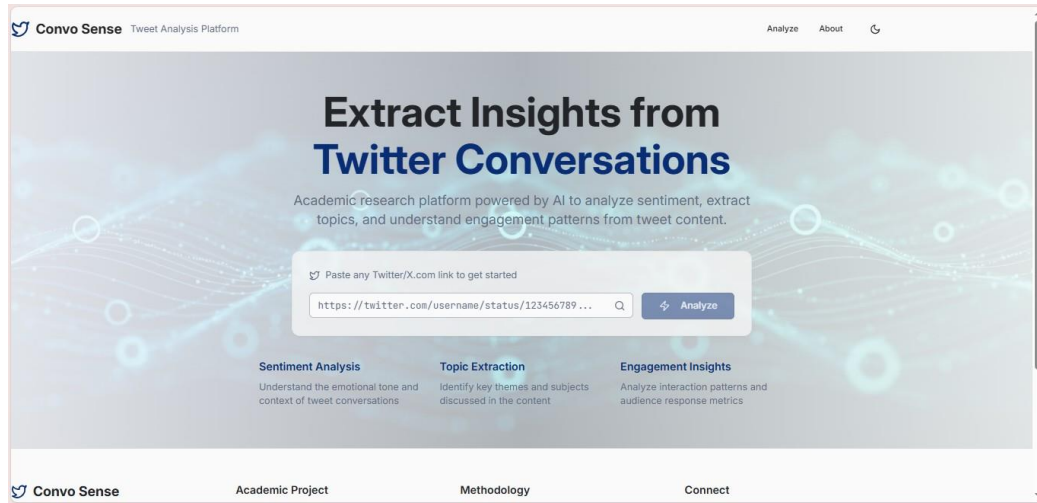 Convo Sense Tweet Analysis Platform
Analyze About
Extract Insights from
Twitter Conversations
Academic research platform powered by AI to analyze sentiment, extract
topics, and understand engagement patterns from tweet content.
Paste any Twitter/X.com link to get started
https://twitter.com/username/status/123456789...
Analyze
Sentiment Analysis
Understand the emotional tone and
context of tweet conversations
Topic Extraction
Identify key themes and subjects
discussed in the content
Engagement Insights
Analyze interaction patterns and
audience response metrics
Convo Sense
Academic Project
Methodology
Connect